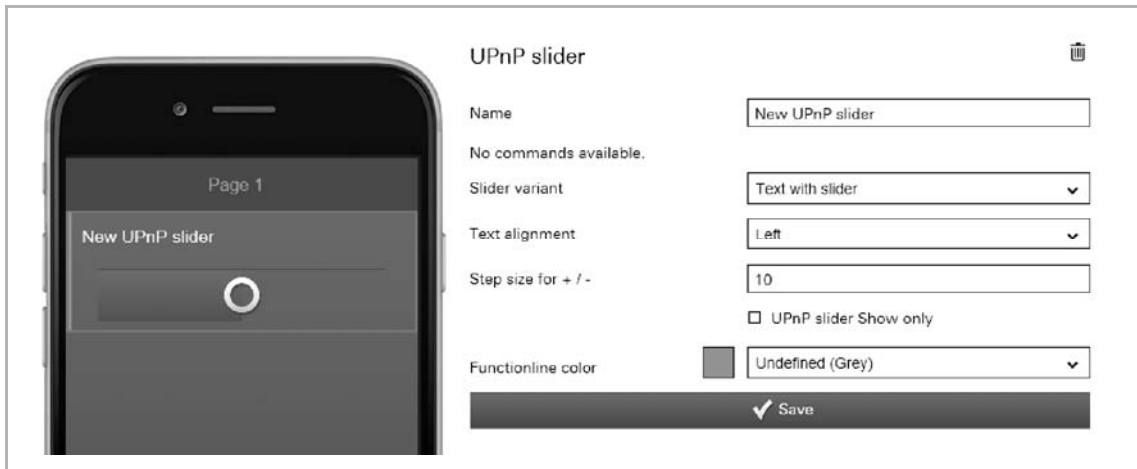 Page 1
New UPnP slider
UPnP slider
Name
New UPnP slider
No commands available.
Slider variant
Text with slider
Text alignment
Left
Step size for + / -
10
UPnP slider Show only
Functionline color
Undefined (Grey)
Save